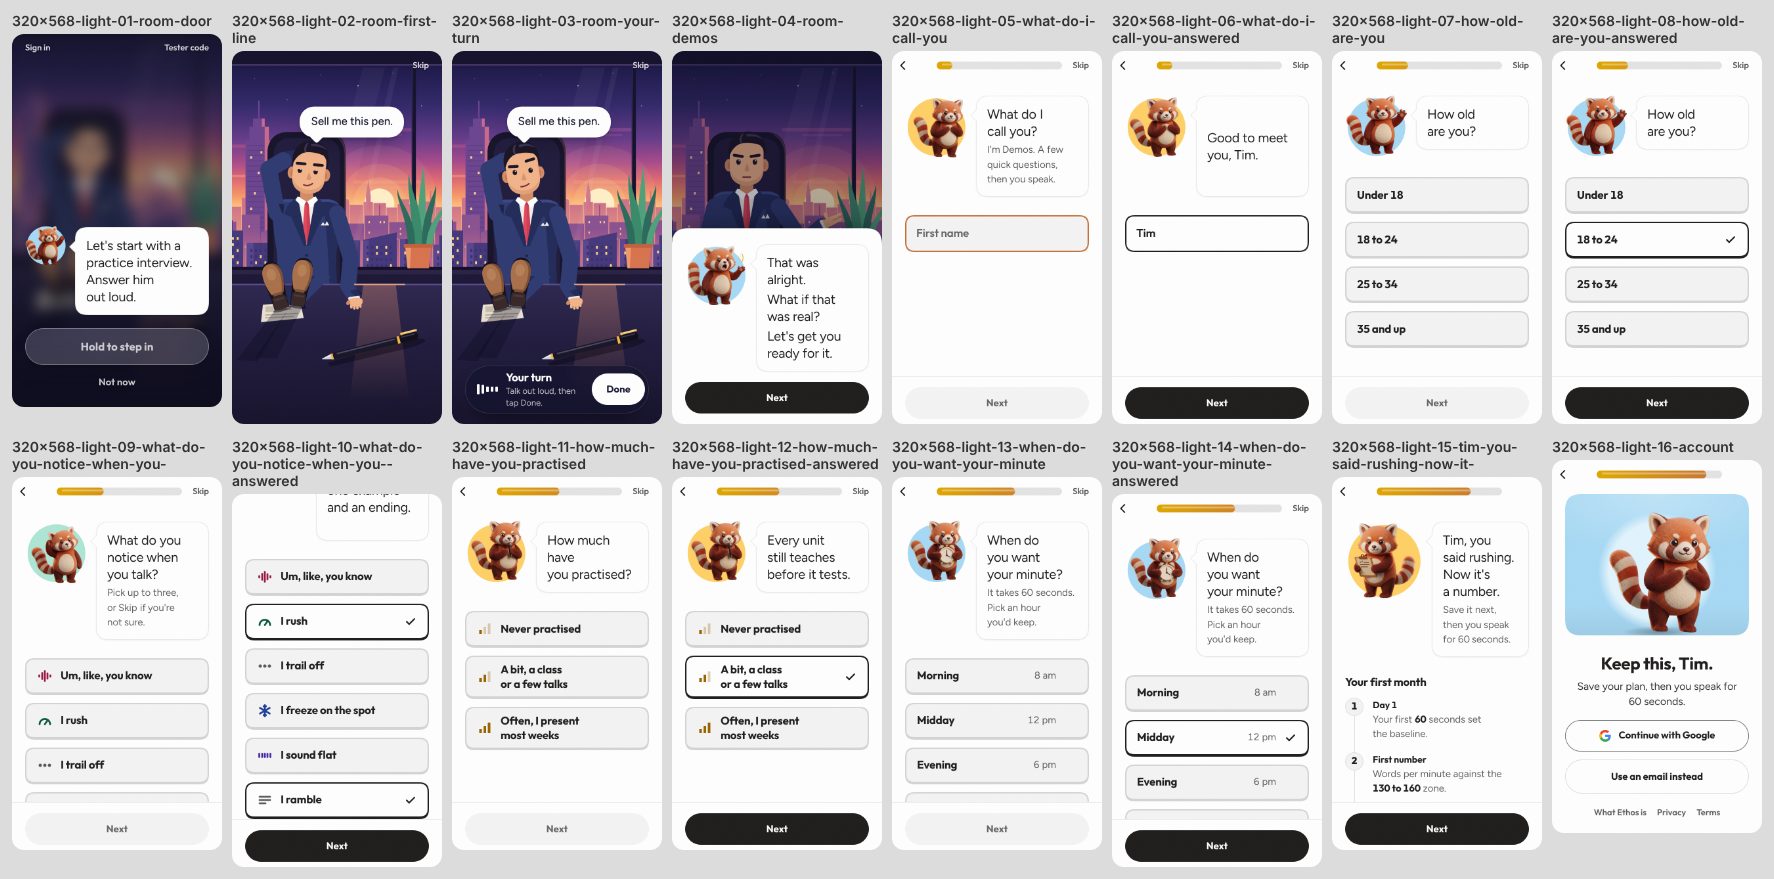 320×568-light-01-room-door
Sign in
Tester code
Let's start with a
practice interview.
Answer him
out loud.
Hold to step in
Not now
320×568-light-02-room-first-
line
Skip
Sell me this pen.
320×568-light-03-room-your-
turn
Skip
Sell me this pen.
Your turn
Talk out loud, then
tap Done.
Done
320×568-light-04-room-
demos
That was
alright.
What if that
was real?
Let's get you
ready for it.
Next
320×568-light-05-what-do-i-
call-you
Skip
What do I
call you?
I'm Demos. A few
quick questions,
then you speak.
First name
Next
320×568-light-06-what-do-i-
call-you-answered
Skip
Good to meet
you, Tim.
Tim
Next
320×568-light-07-how-old-
are-you
Skip
How old
are you?
Under 18
18 to 24
25 to 34
35 and up
Next
320×568-light-08-how-old-
are-you-answered
Skip
How old
are you?
Under 18
18 to 24
25 to 34
35 and up
Next
320×568-light-09-what-do-
you-notice-when-you-
Skip
What do you
notice when
you talk?
Pick up to three,
or Skip if you're
not sure.
Um, like, you know
I rush
I trail off
Next
320×568-light-10-what-do-
you-notice-when-you--
answered
one example
and an ending.
Um, like, you know
I rush
I trail off
I freeze on the spot
I sound flat
I ramble
Next
320×568-light-11-how-much-
have-you-practised
Skip
How much
have
you practised?
Never practised
A bit, a class
or a few talks
Often, I present
most weeks
Next
320×568-light-12-how-much-
have-you-practised-answered
Skip
Every unit
still teaches
before it tests.
Never practised
A bit, a class
or a few talks
Often, I present
most weeks
Next
320×568-light-13-when-do-
you-want-your-minute
Skip
When do
you want
your minute?
It takes 60 seconds.
Pick an hour
you'd keep.
Morning 8 am
Midday 12 pm
Evening 6 pm
Next
320×568-light-14-when-do-
you-want-your-minute-
answered
Skip
When do
you want
your minute?
It takes 60 seconds.
Pick an hour
you'd keep.
Morning 8 am
Midday 12 pm
Evening 6 pm
Next
320×568-light-15-tim-you-
said-rushing-now-it-
Tim, you
said rushing.
Now it's
a number.
Save it next,
then you speak
for 60 seconds.
Your first month
1 Day 1
Your first 60 seconds set
the baseline.
2 First number
Words per minute against the
130 to 160 zone.
Next
320×568-light-16-account
Keep this, Tim.
Save your plan, then you speak for
60 seconds.
Continue with Google
Use an email instead
What Ethos is
Privacy
Terms